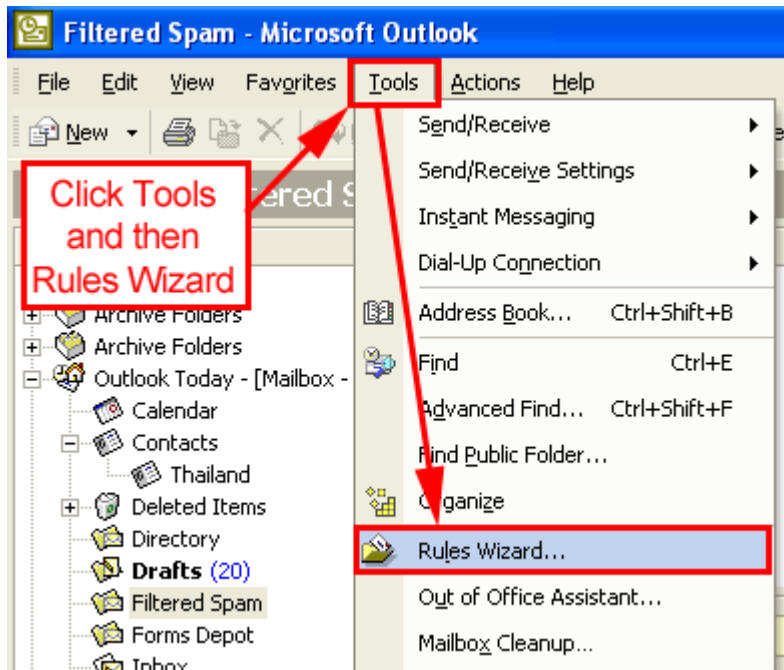 Filtered Spam - Microsoft Outlook
File Edit View Favorites Tools Actions Help
New
Click Tools
and then
Rules Wizard
Send/Receive
Send/Receive Settings
Instant Messaging
Dial-Up Connection
Address Book... Ctrl+Shift+B
Find Ctrl+E
Advanced Find... Ctrl+Shift+F
Find Public Folder...
Organize
Rules Wizard...
Out of Office Assistant...
Mailbox Cleanup...
Archive Folders
Archive Folders
Outlook Today - [Mailbox -
Calendar
Contacts
Thailand
Deleted Items
Directory
Drafts (20)
Filtered Spam
Forms Depot
Inbox